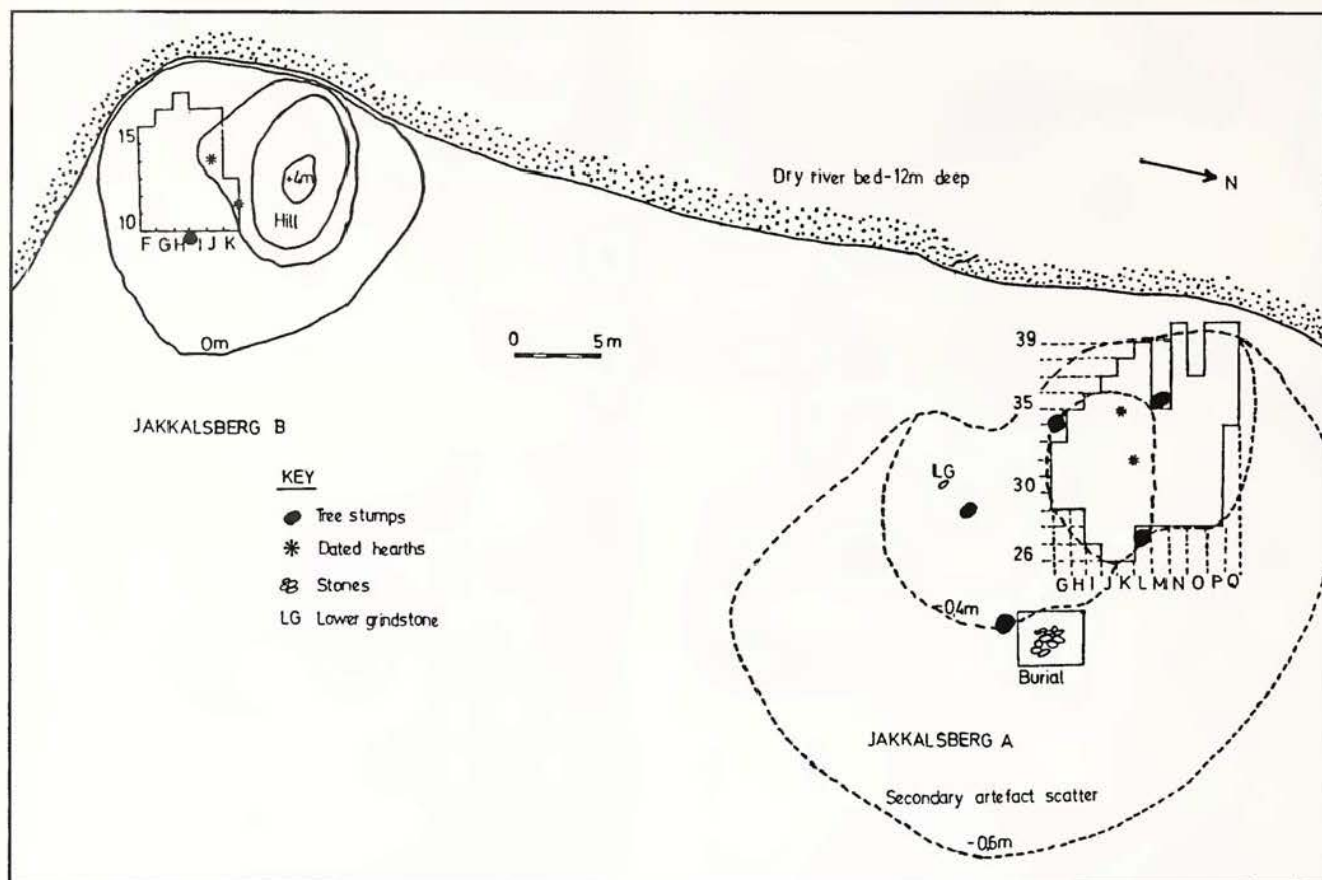 Dry river bed-12m deep
N
15
10
F G H I J K
+4m
Hill
0m
0 5m
JAKKALSBERG B
KEY
Tree stumps
Dated hearths
Stones
LG Lower grindstone
39
35
30
26
G H I J K L M N O P Q
LG
-0,4m
Burial
JAKKALSBERG A
Secondary artefact scatter
-0,6m